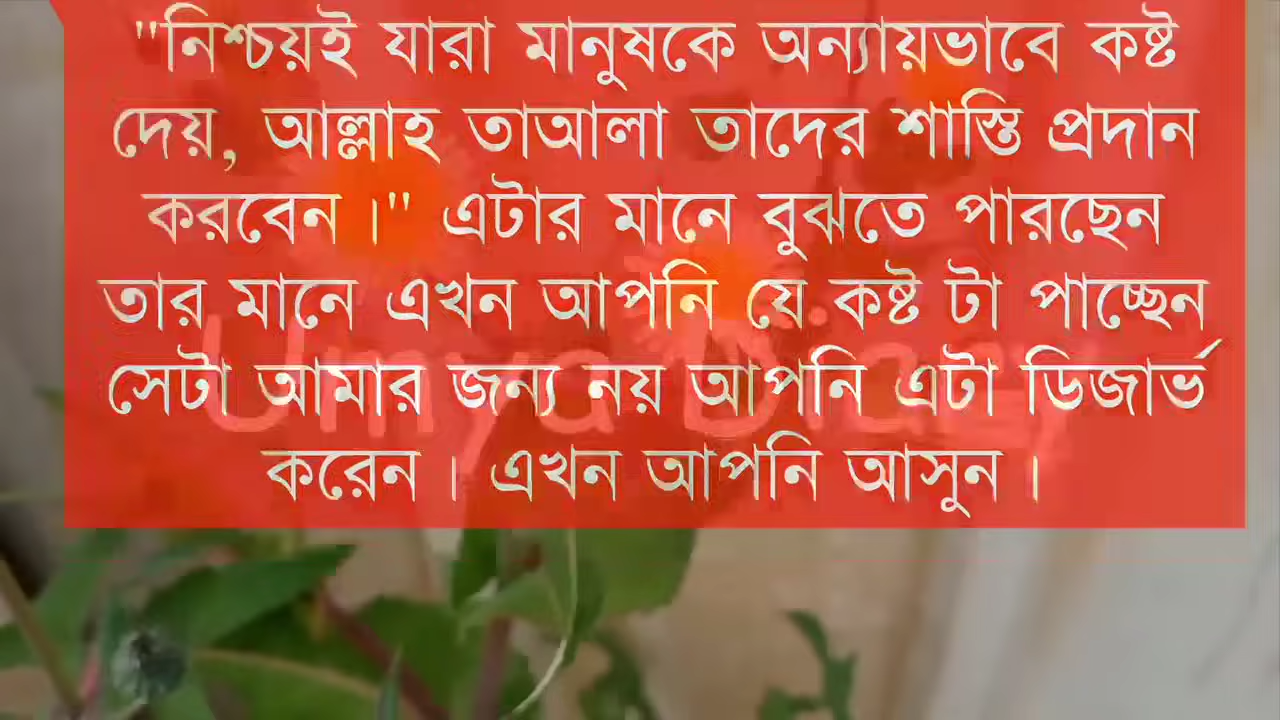 "নিশ্চয়ই যারা মানুষকে অন্যায়ভাবে কষ্ট
দেয়, আল্লাহ তাআলা তাদের শাস্তি প্রদান
করবেন।" এটার মানে বুঝতে পারছেন
তার মানে এখন আপনি যে কষ্ট টা পাচ্ছেন
সেটা আমার জন্য নয় আপনি এটা ডিজার্ভ
করেন। এখন আপনি আসুন।